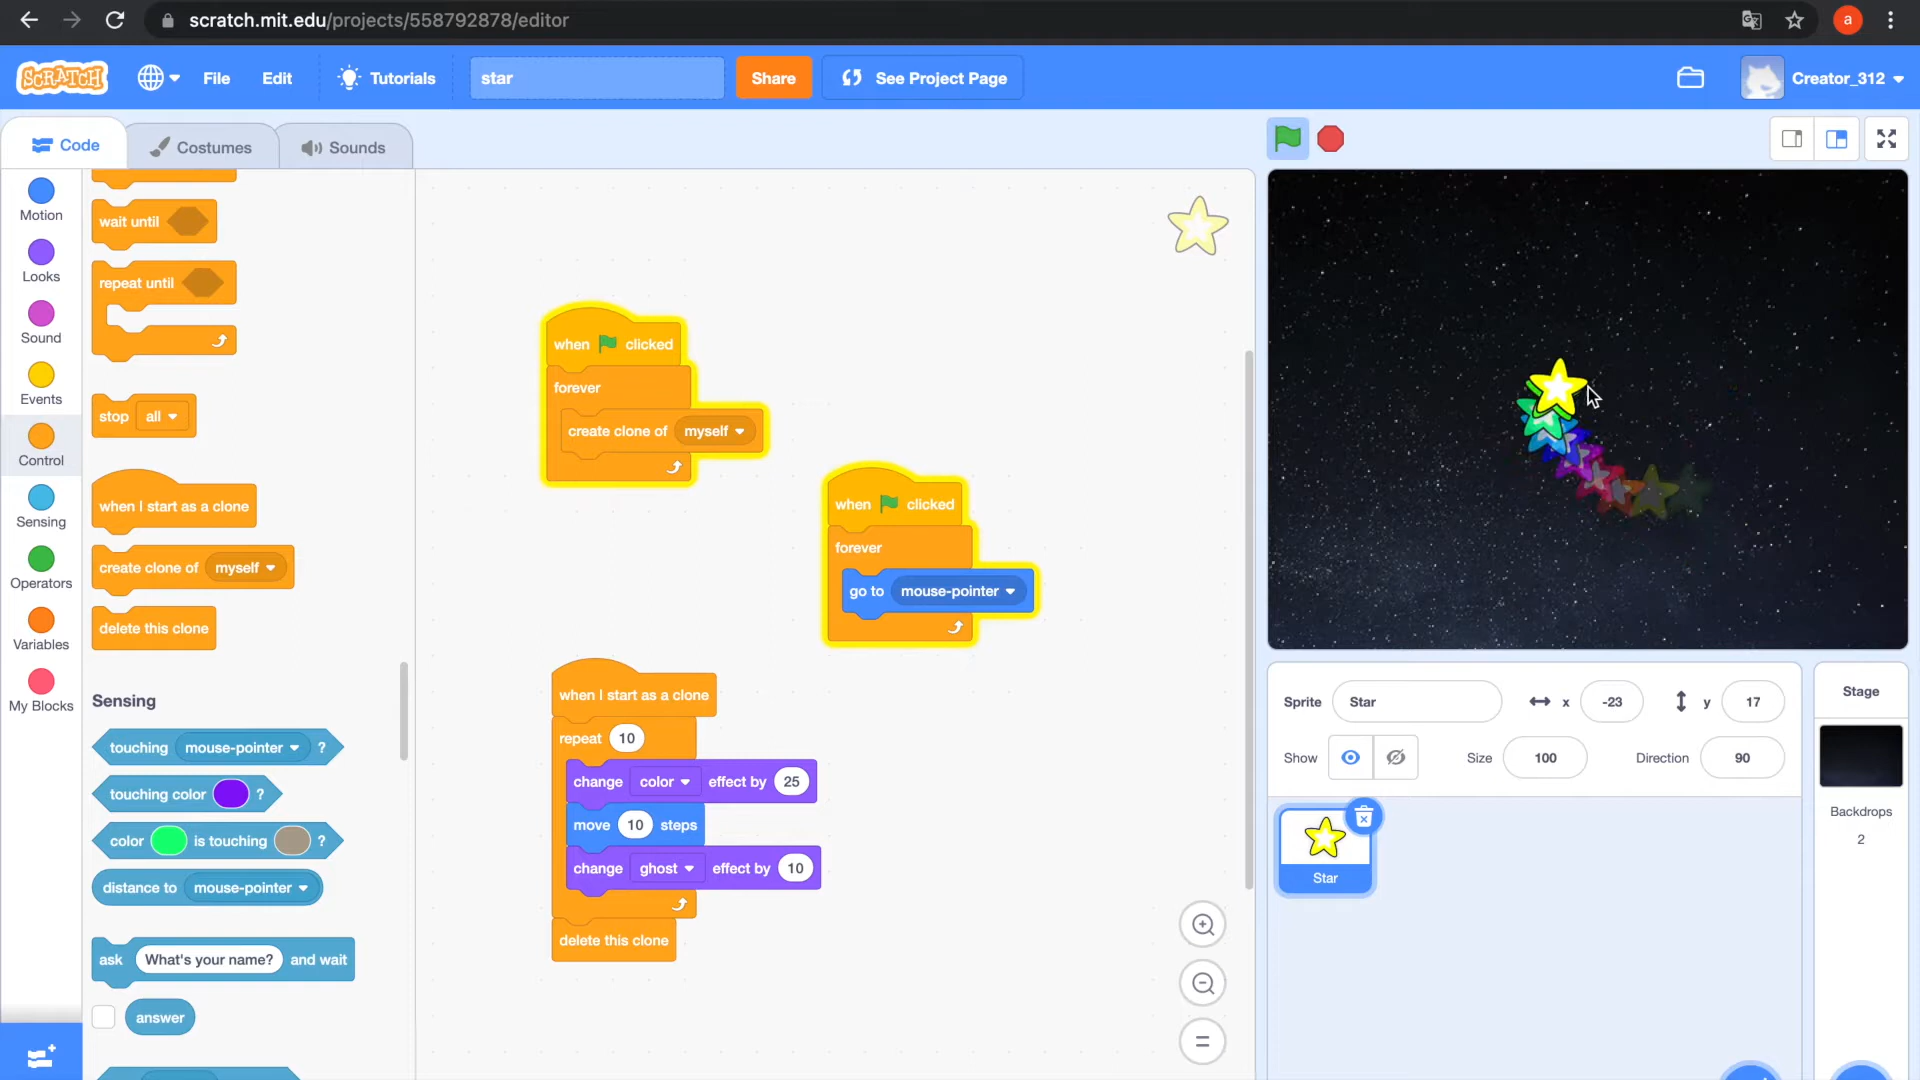 scratch.mit.edu/projects/558792878/editor
a
SCRATCH
File
Edit
Tutorials
star
Share
See Project Page
Creator_312
Code
Costumes
Sounds
Motion
Looks
Sound
Events
Control
Sensing
Operators
Variables
My Blocks
wait until
repeat until
stop all
when I start as a clone
create clone of myself
delete this clone
Sensing
touching mouse-pointer ?
touching color ?
color is touching ?
distance to mouse-pointer
ask What's your name? and wait
answer
when clicked
forever
create clone of myself
when clicked
forever
go to mouse-pointer
when I start as a clone
repeat 10
change color effect by 25
move 10 steps
change ghost effect by 10
delete this clone
Sprite Star x -23 y 17
Show Size 100 Direction 90
Star
Stage
Backdrops
2